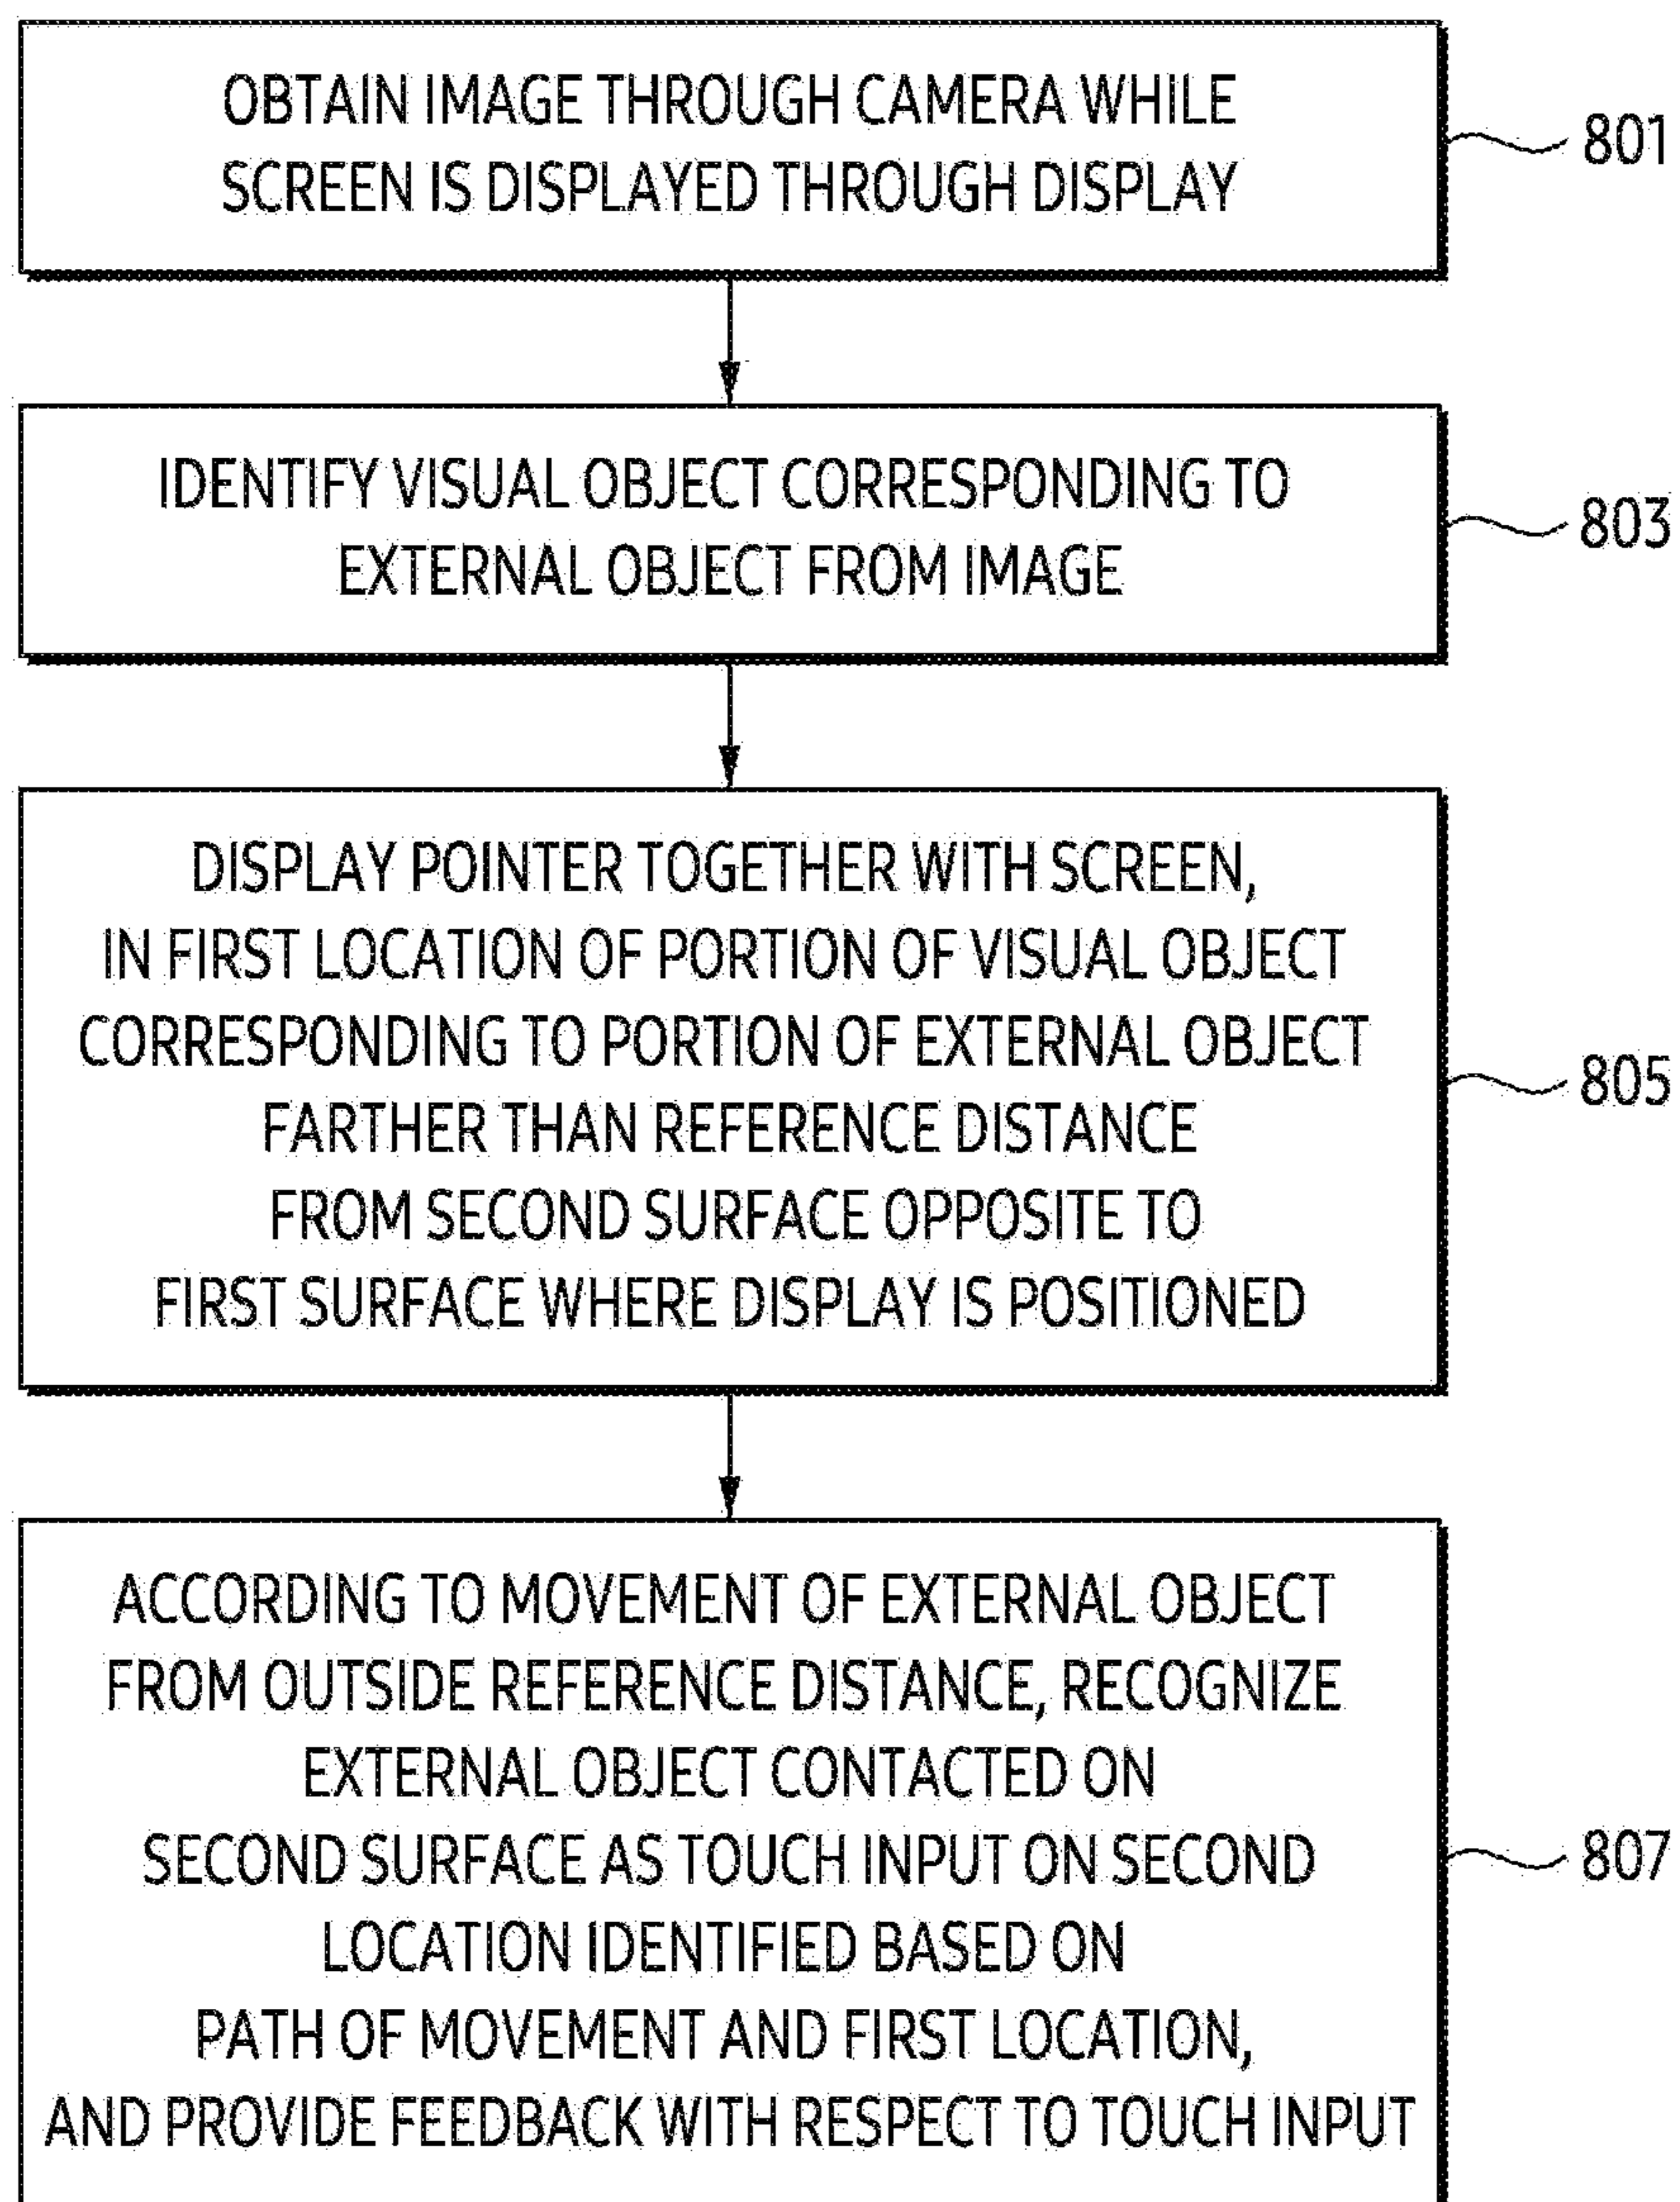 OBTAIN IMAGE THROUGH CAMERA WHILE
SCREEN IS DISPLAYED THROUGH DISPLAY
801
IDENTIFY VISUAL OBJECT CORRESPONDING TO
EXTERNAL OBJECT FROM IMAGE
803
DISPLAY POINTER TOGETHER WITH SCREEN,
IN FIRST LOCATION OF PORTION OF VISUAL OBJECT
CORRESPONDING TO PORTION OF EXTERNAL OBJECT
FARTHER THAN REFERENCE DISTANCE
FROM SECOND SURFACE OPPOSITE TO
FIRST SURFACE WHERE DISPLAY IS POSITIONED
805
ACCORDING TO MOVEMENT OF EXTERNAL OBJECT
FROM OUTSIDE REFERENCE DISTANCE, RECOGNIZE
EXTERNAL OBJECT CONTACTED ON
SECOND SURFACE AS TOUCH INPUT ON SECOND
LOCATION IDENTIFIED BASED ON
PATH OF MOVEMENT AND FIRST LOCATION,
AND PROVIDE FEEDBACK WITH RESPECT TO TOUCH INPUT
807